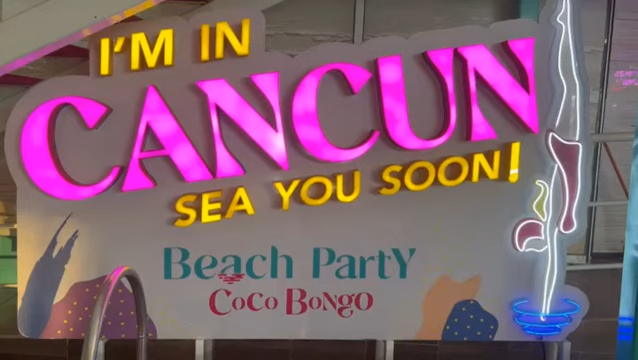 I'M IN
CANCUN
SEA YOU SOON!
Beach Party
CoCo BoNgo